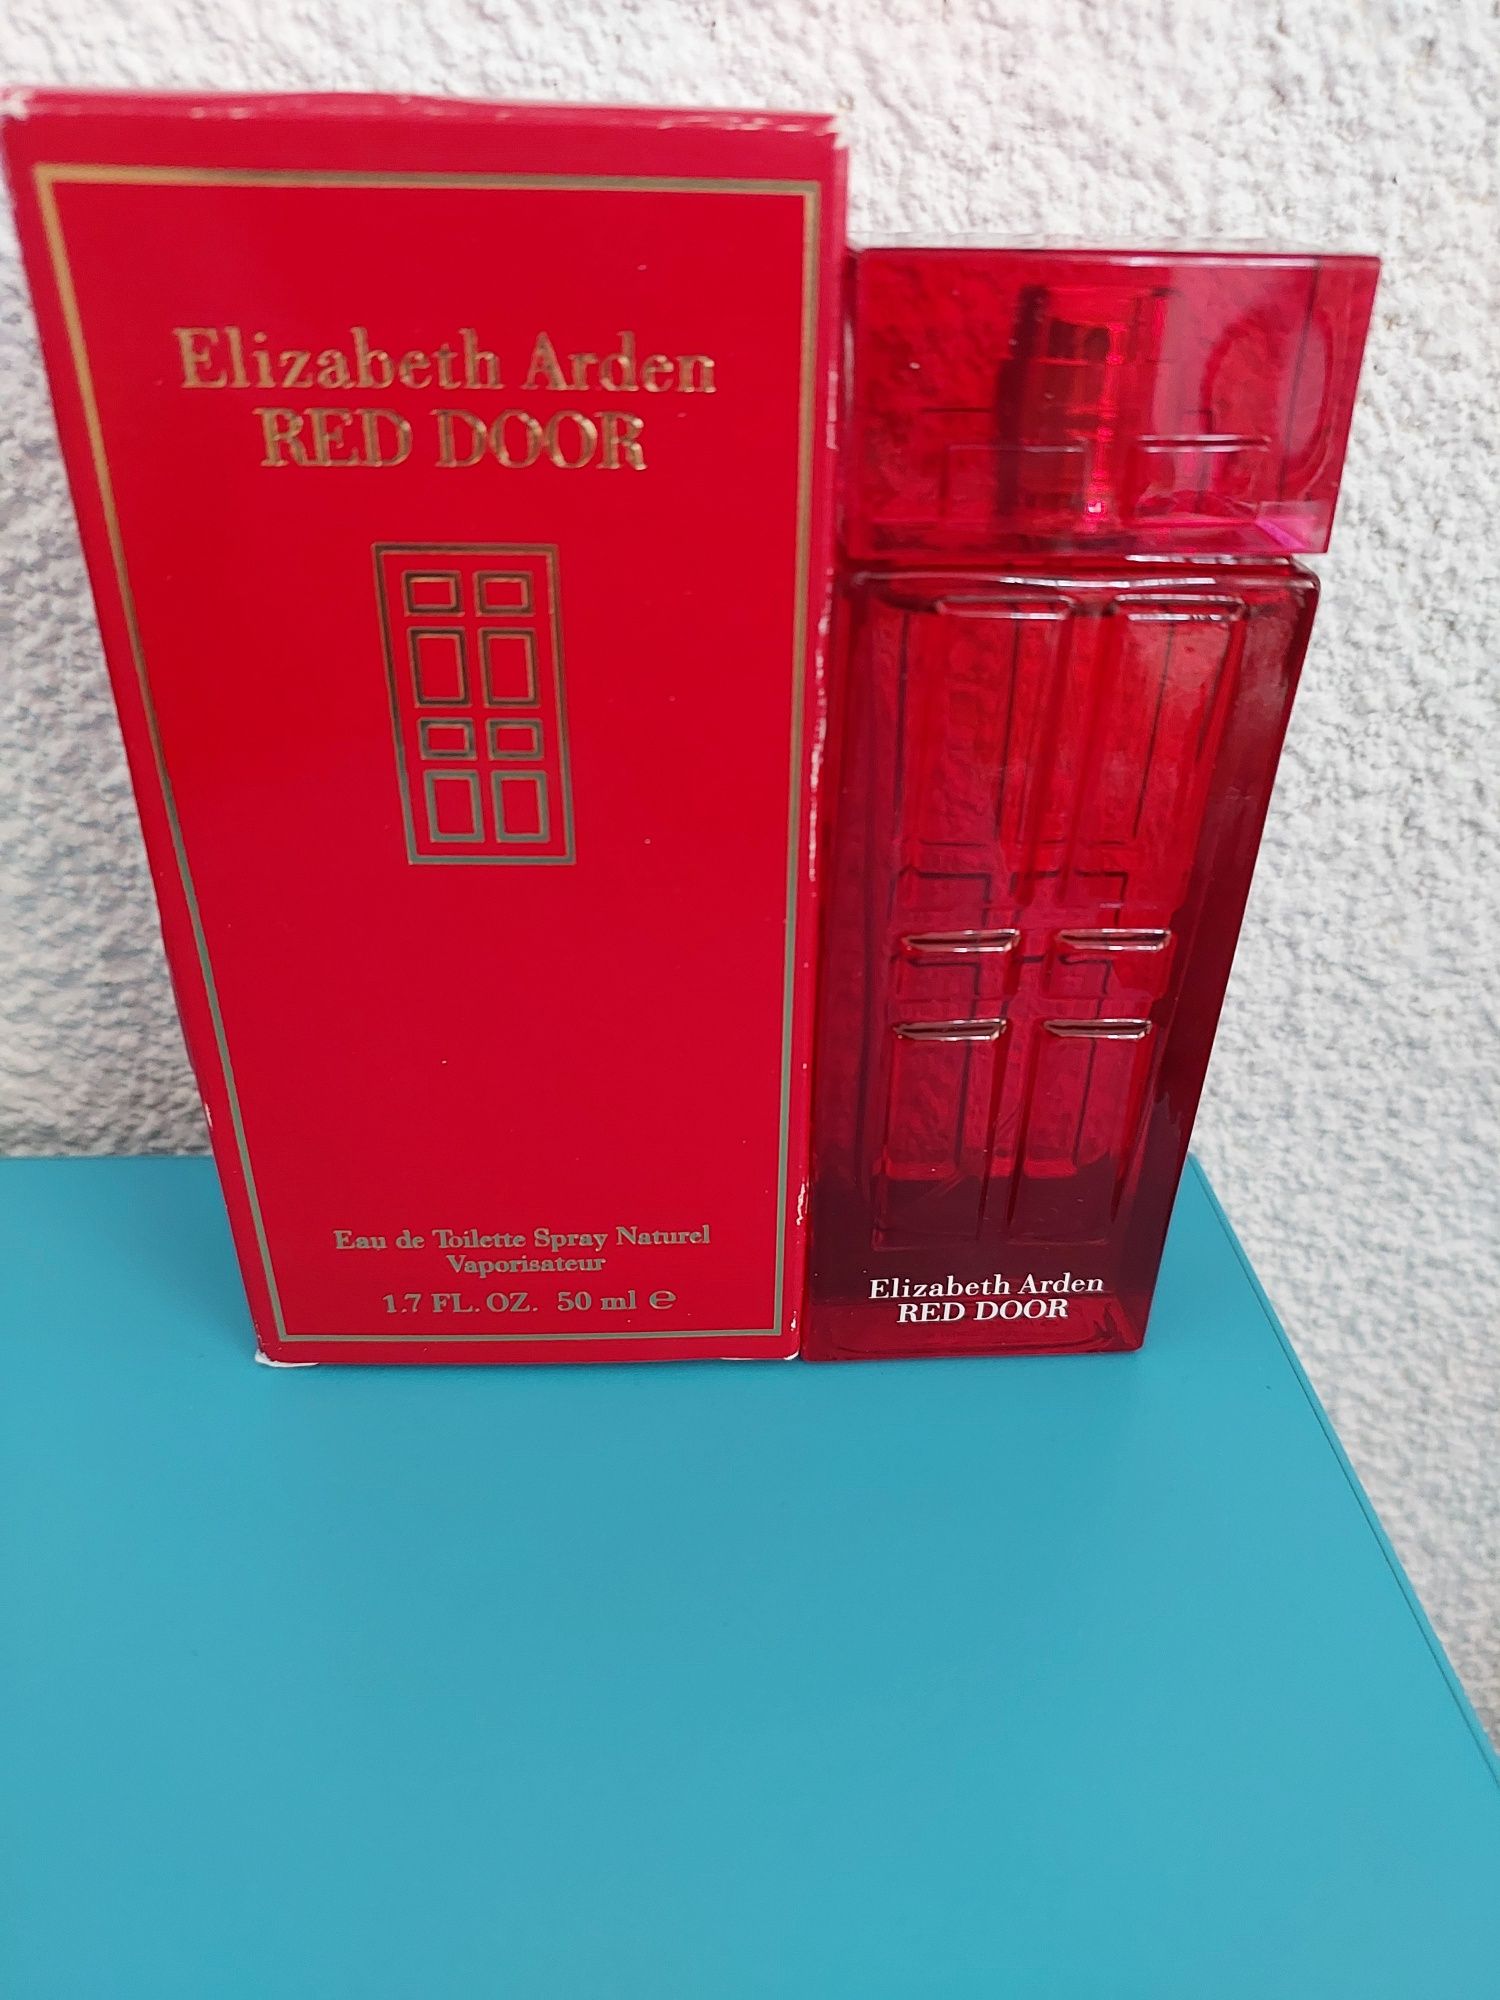 Elizabeth Arden
RED DOOR
Eau de Toilette Spray Naturel
Vaporisateur
1.7 FL. OZ. 50 ml ℮
Elizabeth Arden
RED DOOR